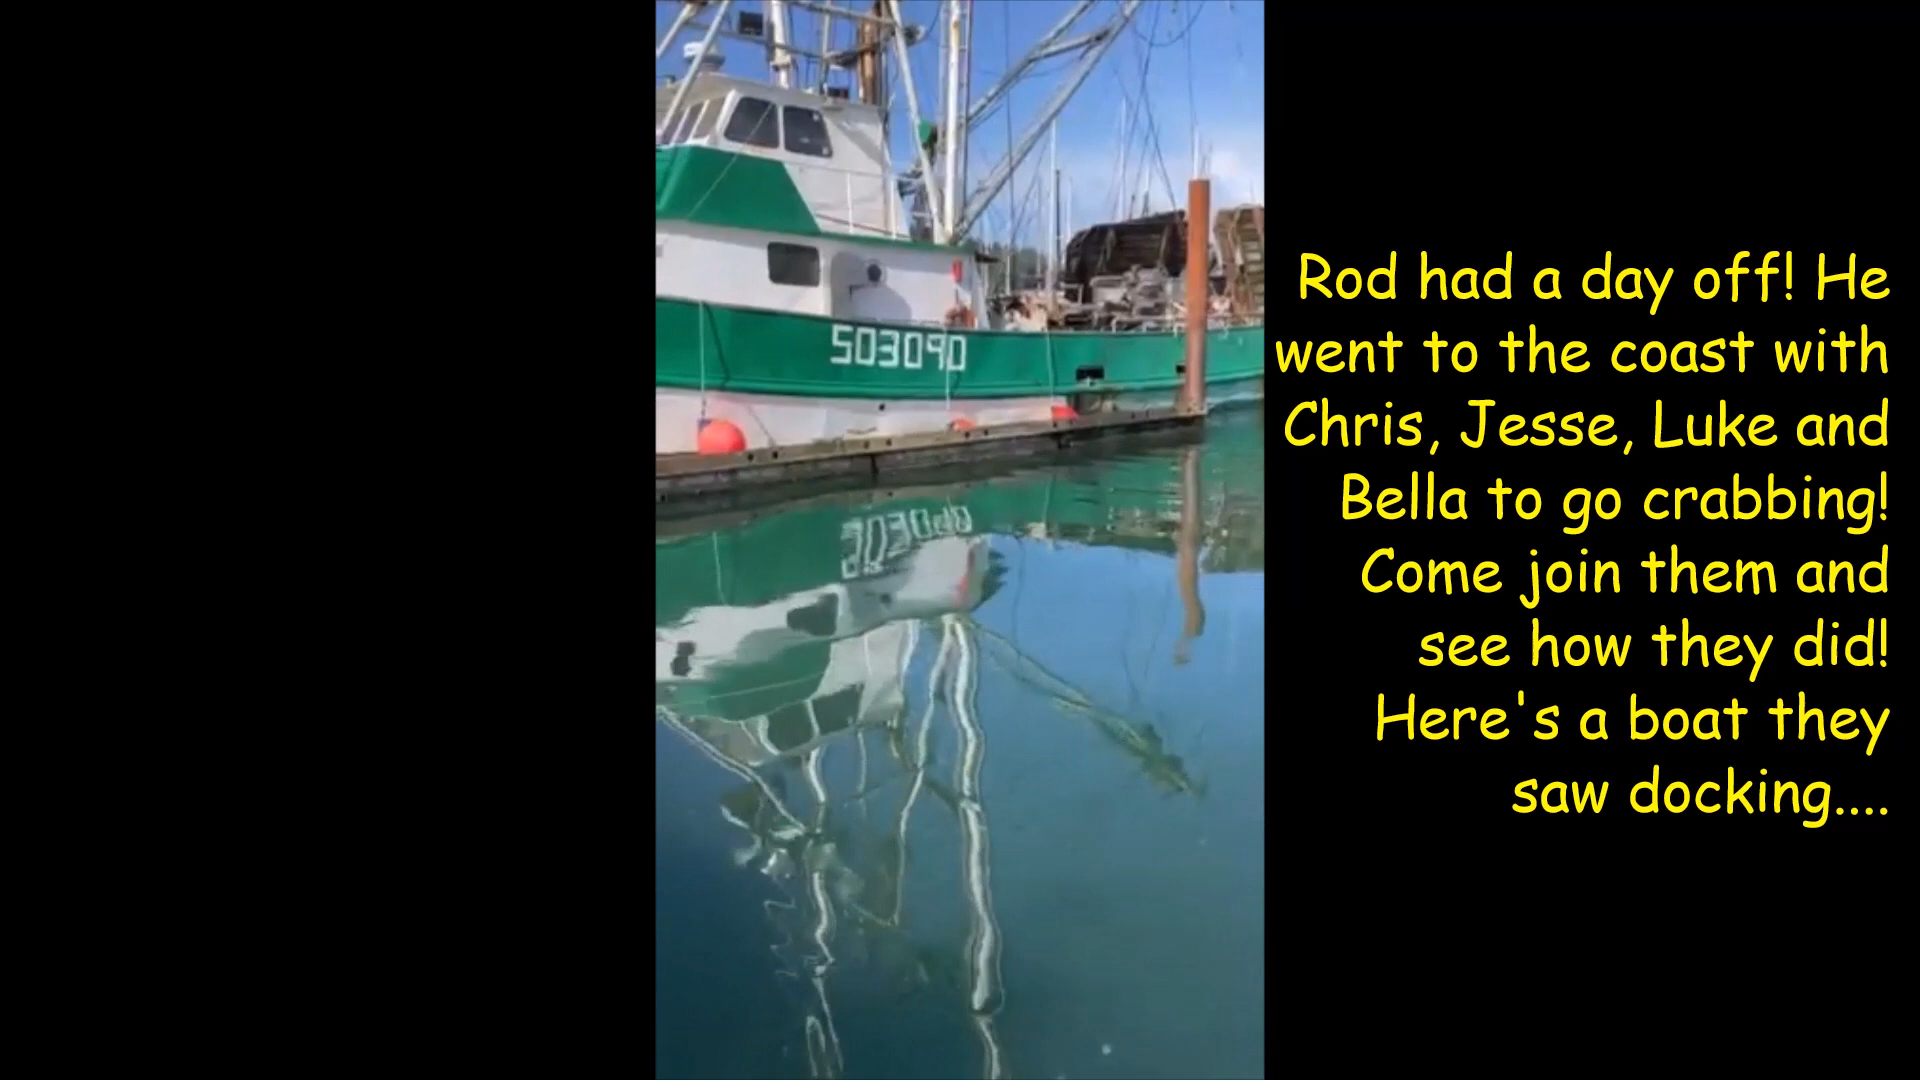 503090
Rod had a day off! He
went to the coast with
Chris, Jesse, Luke and
Bella to go crabbing!
Come join them and
see how they did!
Here's a boat they
saw docking....